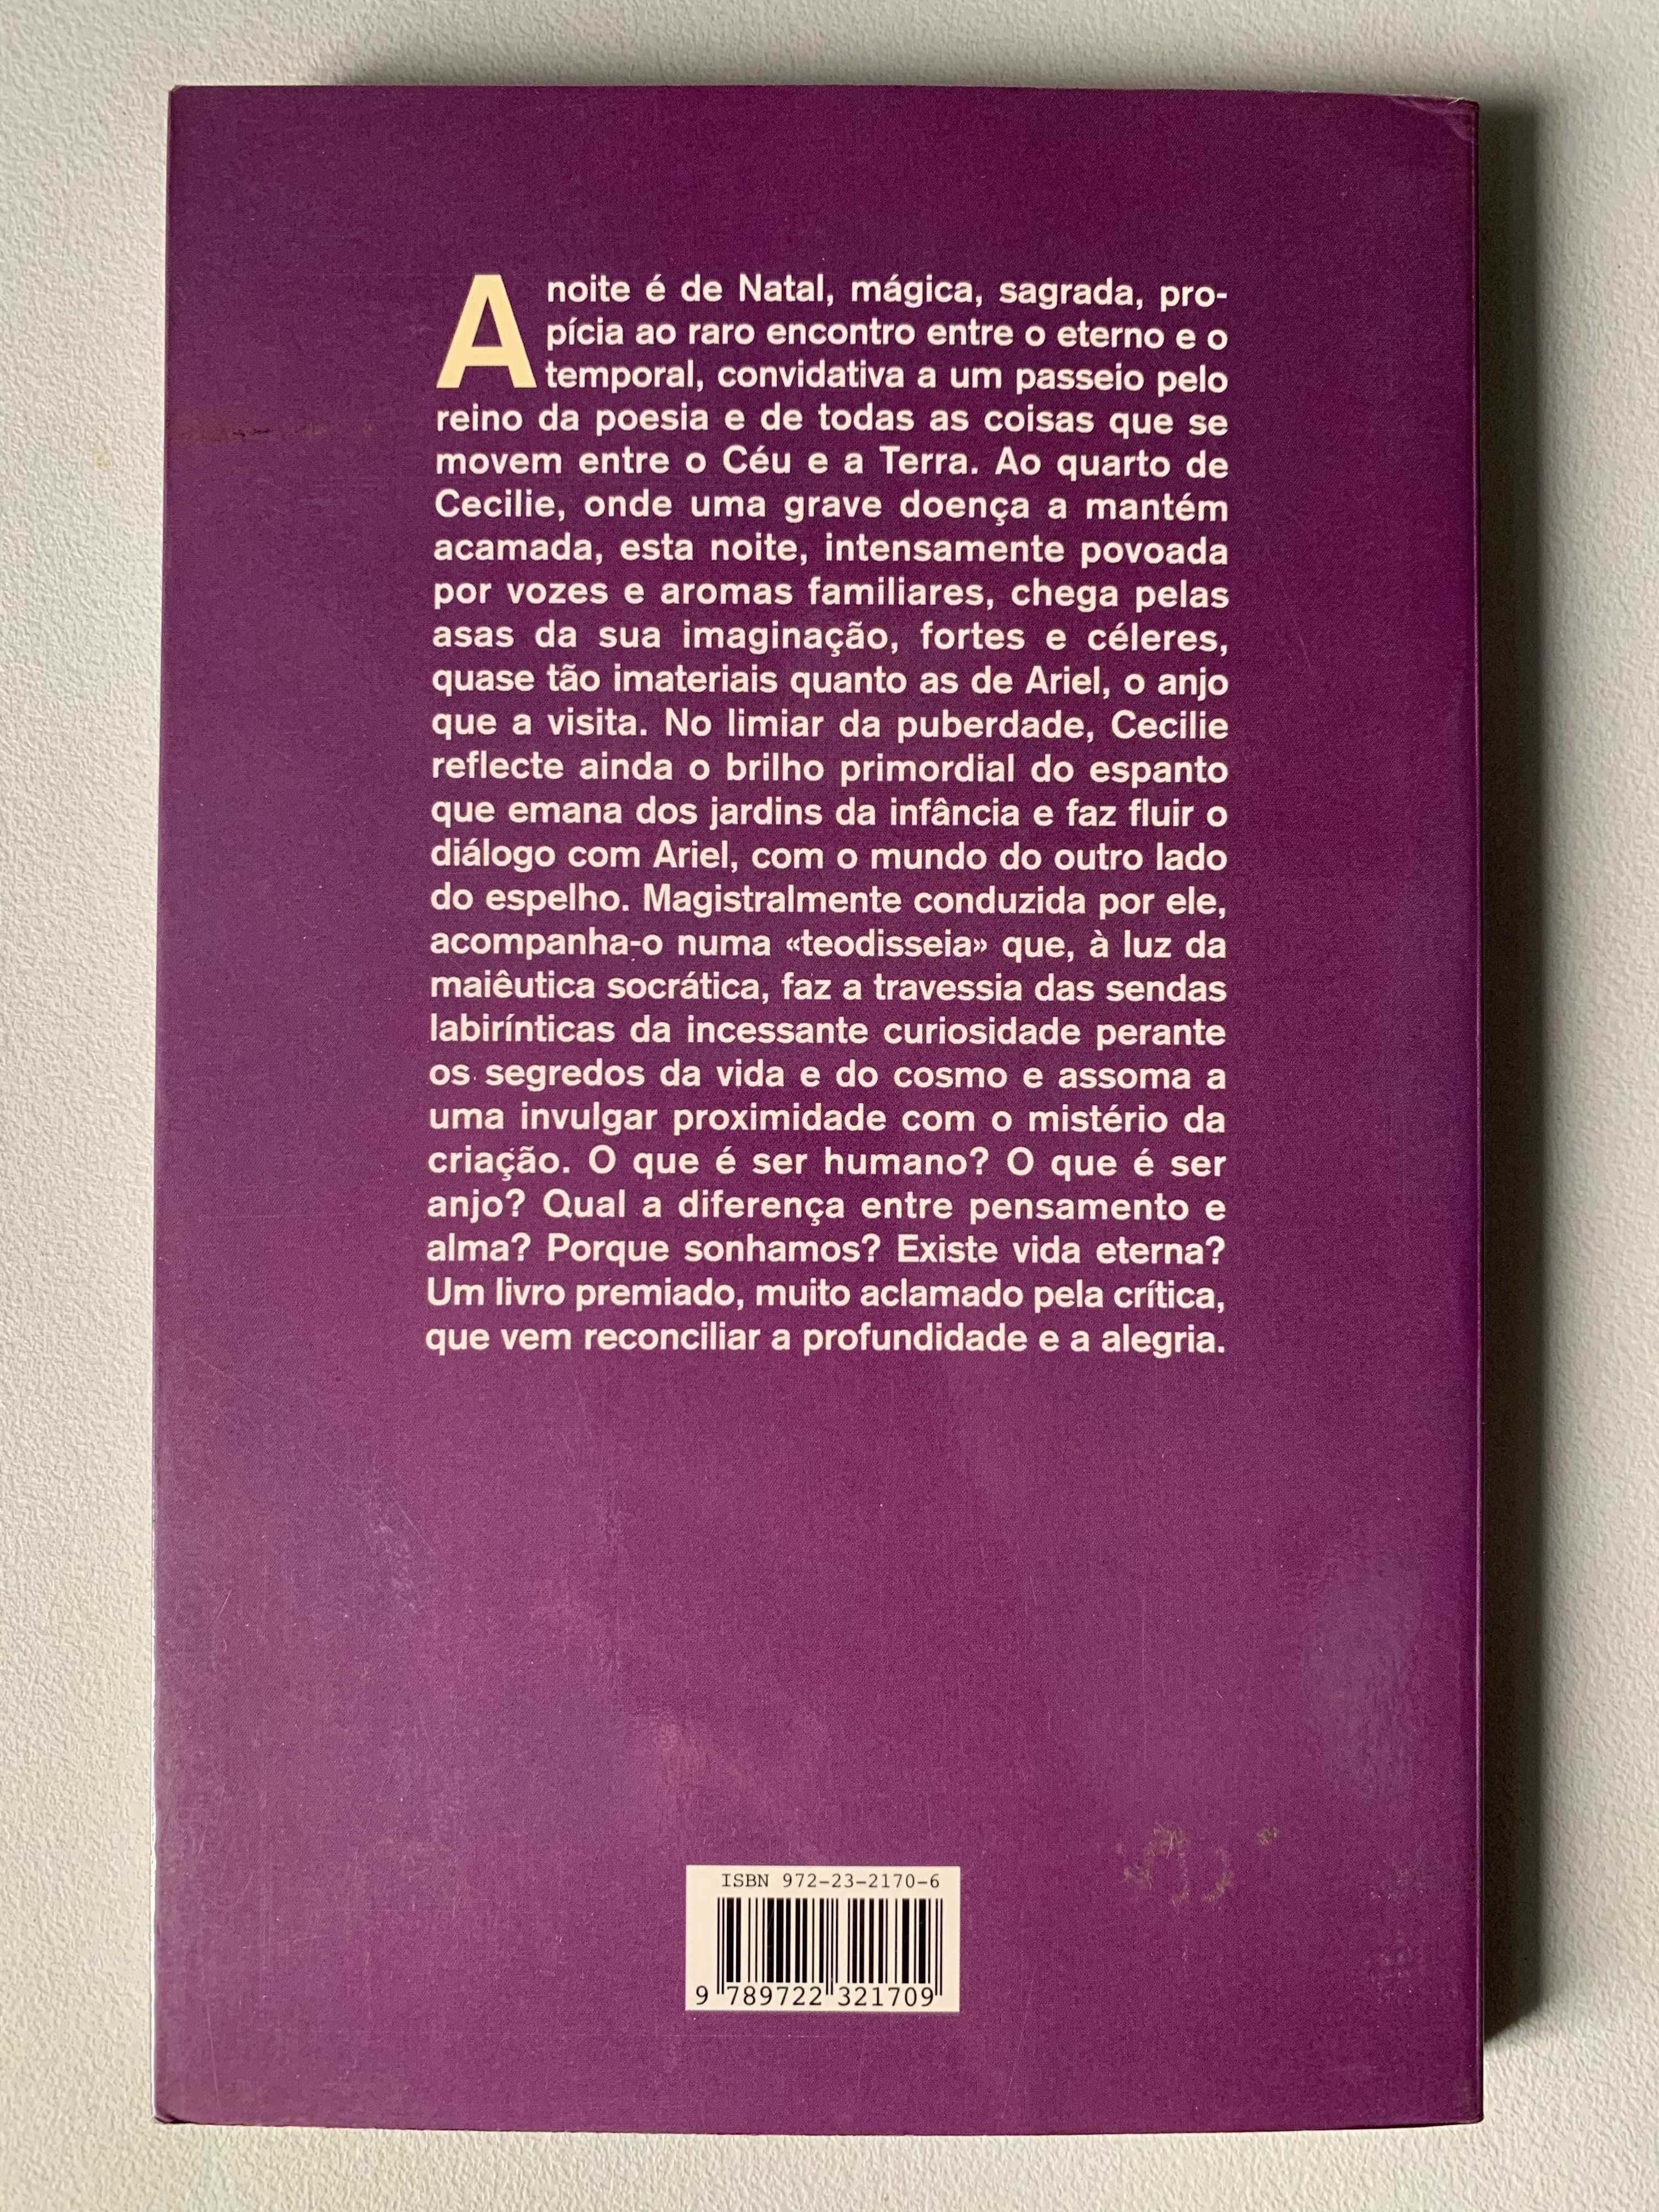 A noite é de Natal, mágica, sagrada, pro-
pícia ao raro encontro entre o eterno e o
temporal, convidativa a um passeio pelo
reino da poesia e de todas as coisas que se
movem entre o Céu e a Terra. Ao quarto de
Cecilie, onde uma grave doença a mantém
acamada, esta noite, intensamente povoada
por vozes e aromas familiares, chega pelas
asas da sua imaginação, fortes e céleres,
quase tão imateriais quanto as de Ariel, o anjo
que a visita. No limiar da puberdade, Cecilie
reflecte ainda o brilho primordial do espanto
que emana dos jardins da infância e faz fluir o
diálogo com Ariel, com o mundo do outro lado
do espelho. Magistralmente conduzida por ele,
acompanha-o numa «teodisseia» que, à luz da
maiêutica socrática, faz a travessia das sendas
labirínticas da incessante curiosidade perante
os segredos da vida e do cosmo e assoma a
uma invulgar proximidade com o mistério da
criação. O que é ser humano? O que é ser
anjo? Qual a diferença entre pensamento e
alma? Porque sonhamos? Existe vida eterna?
Um livro premiado, muito aclamado pela crítica,
que vem reconciliar a profundidade e a alegria.
ISBN 972-23-2170-6
9 789722 321709